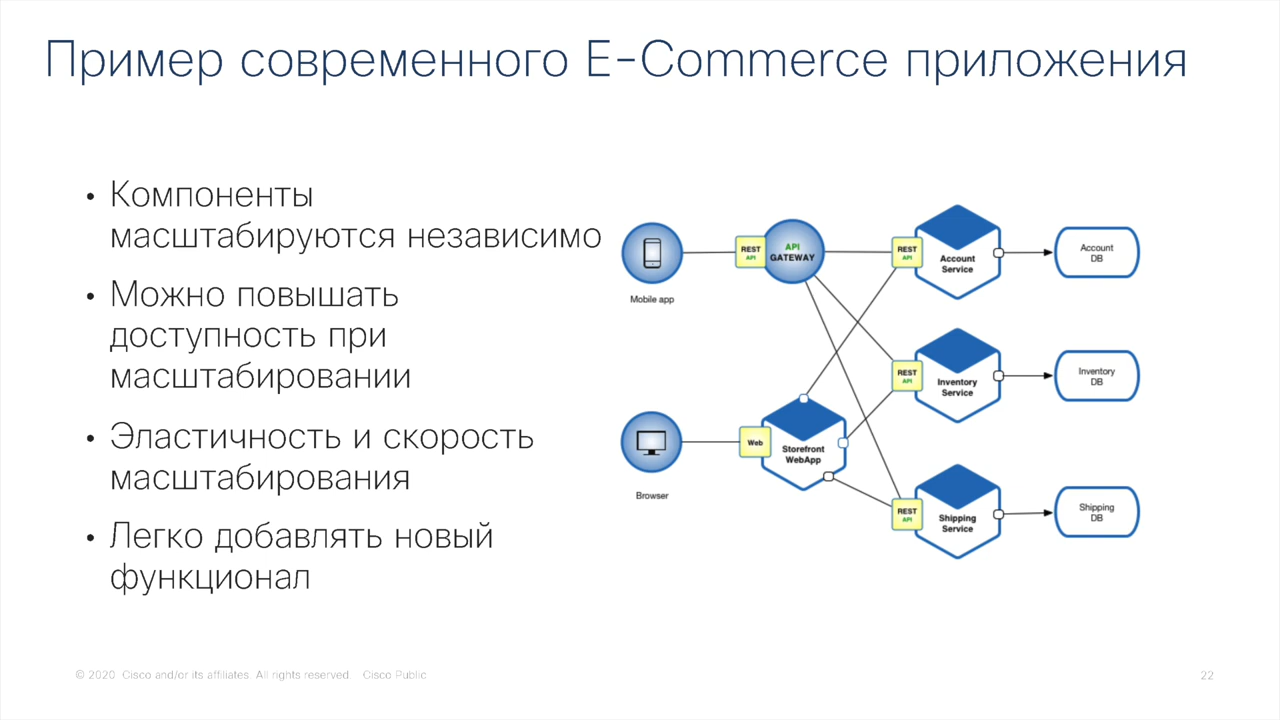 Пример современного E-Commerce приложения
• Компоненты
масштабируются независимо
• Можно повышать
доступность при
масштабировании
• Эластичность и скорость
масштабирования
• Легко добавлять новый
функционал
Mobile app
REST
API
API
GATEWAY
REST
API
Account
Service
Account
DB
REST
API
Inventory
Service
Inventory
DB
Browser
Web
Storefront
WebApp
REST
API
Shipping
Service
Shipping
DB
© 2020 Cisco and/or its affiliates. All rights reserved. Cisco Public
22